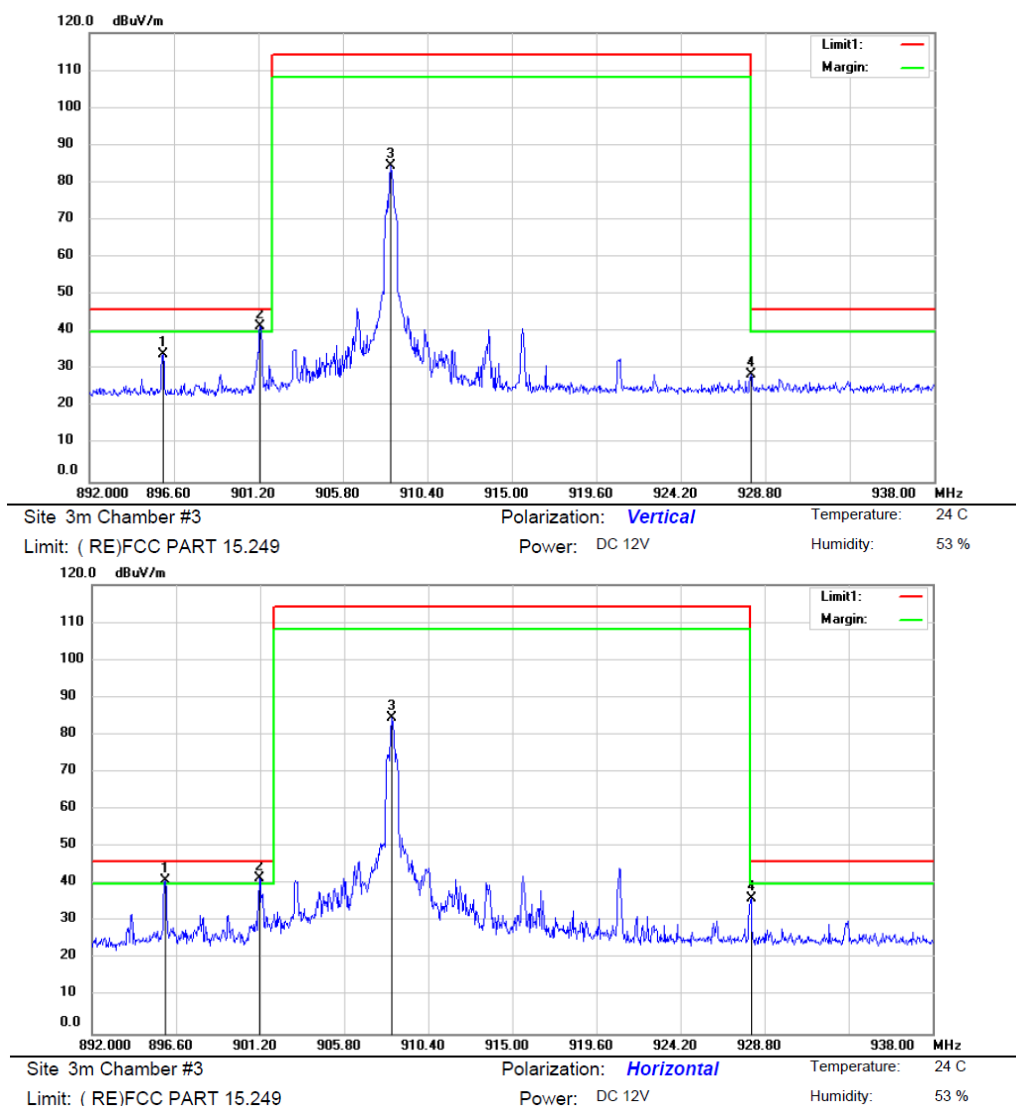 120.0 dBuV/m
Limit1:
Margin:
110
100
90
3
80
70
60
50
2
40
1
30
4
20
10
0.0
892.000 896.60 901.20 905.80 910.40 915.00 919.60 924.20 928.80 938.00 MHz
Site 3m Chamber #3 Polarization: Vertical Temperature: 24 C
Limit: ( RE)FCC PART 15.249 Power: DC 12V Humidity: 53 %
120.0 dBuV/m
Limit1:
Margin:
110
100
90
3
80
70
60
50
1 2
40
4
30
20
10
0.0
892.000 896.60 901.20 905.80 910.40 915.00 919.60 924.20 928.80 938.00 MHz
Site 3m Chamber #3 Polarization: Horizontal Temperature: 24 C
Limit: ( RE)FCC PART 15.249 Power: DC 12V Humidity: 53 %